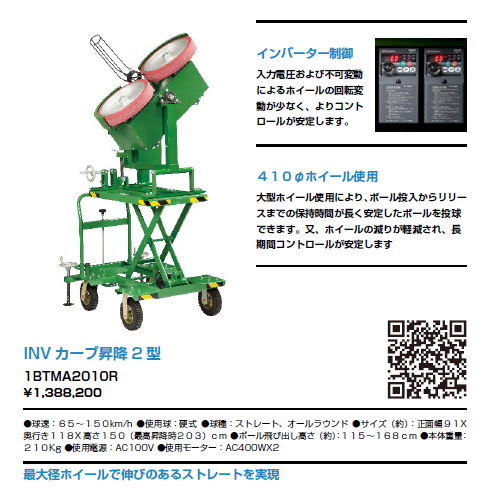 インバーター制御
入力電圧および不可変動
によるホイールの回転変
動が少なく、よりコント
ロールが安定します。
４１０φホイール使用
大型ホイール使用により、ボール投入からリリー
スまでの保持時間が長く安定したボールを投球
できます。又、ホイールの減りが軽減され、長
期間コントロールが安定します
INV カーブ昇降 2 型
1BTMA2010R
¥1,388,200
●球速：６５～１５０km/h ●使用球：硬式 ●球種：ストレート、オールラウンド ●サイズ（約）：正面幅９１X
奥行き１１８X高さ１５０（最高昇降時２０３）ｃｍ ●ボール飛び出し高さ（約）：１１５～１６８ｃｍ ●本体重量：
２１０Kg ●使用電源：AC100V ●使用モーター：AC400WX2
最大径ホイールで伸びのあるストレートを実現